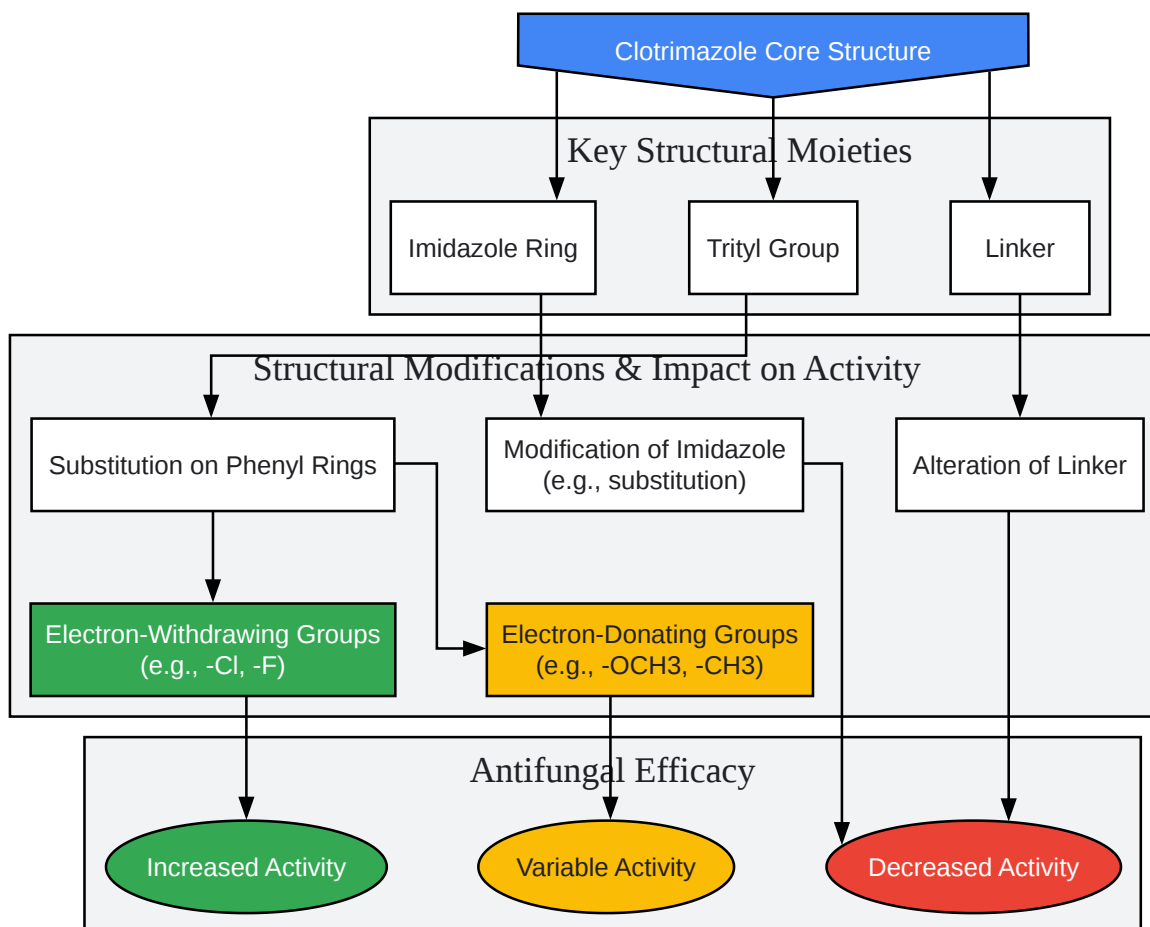 Clotrimazole Core Structure
Key Structural Moieties
Imidazole Ring
Trityl Group
Linker
Structural Modifications & Impact on Activity
Substitution on Phenyl Rings
Modification of Imidazole
(e.g., substitution)
Alteration of Linker
Electron-Withdrawing Groups
(e.g., -Cl, -F)
Electron-Donating Groups
(e.g., -OCH3, -CH3)
Antifungal Efficacy
Increased Activity
Variable Activity
Decreased Activity